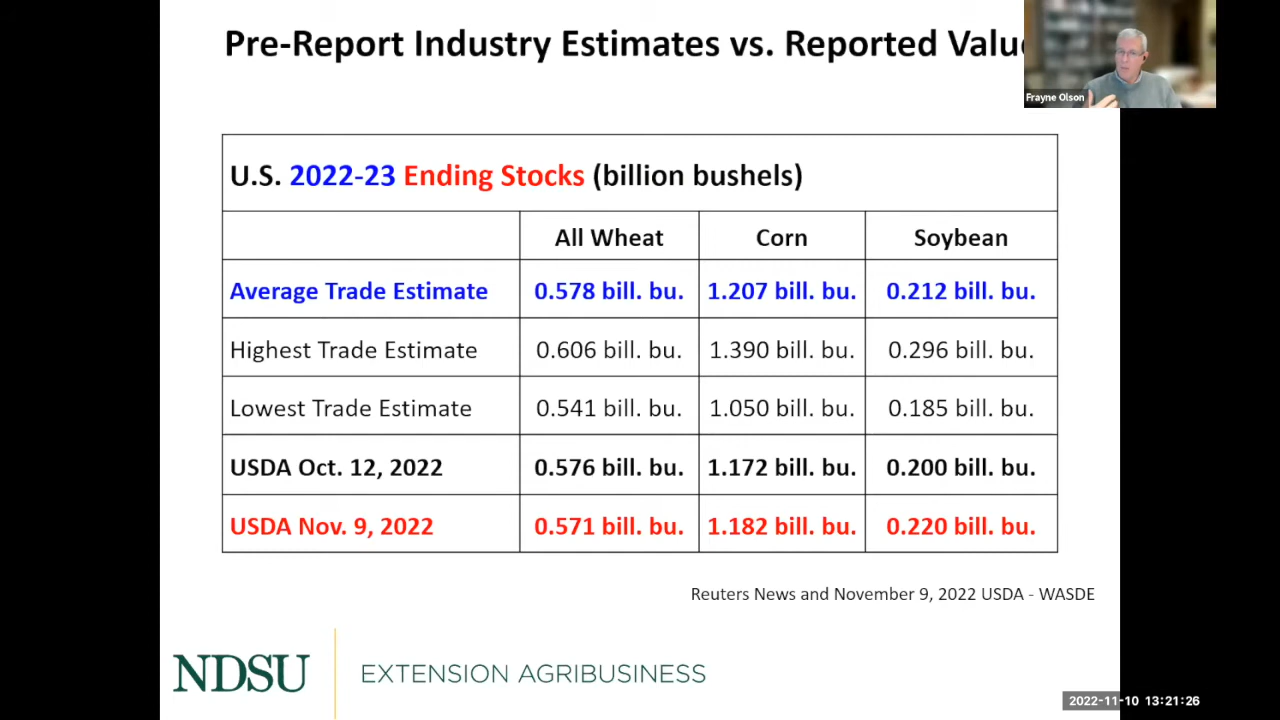 Pre-Report Industry Estimates vs. Reported Valu
Frayne Olson
U.S. 2022-23 Ending Stocks (billion bushels)
All Wheat Corn Soybean
Average Trade Estimate 0.578 bill. bu. 1.207 bill. bu. 0.212 bill. bu.
Highest Trade Estimate 0.606 bill. bu. 1.390 bill. bu. 0.296 bill. bu.
Lowest Trade Estimate 0.541 bill. bu. 1.050 bill. bu. 0.185 bill. bu.
USDA Oct. 12, 2022 0.576 bill. bu. 1.172 bill. bu. 0.200 bill. bu.
USDA Nov. 9, 2022 0.571 bill. bu. 1.182 bill. bu. 0.220 bill. bu.
Reuters News and November 9, 2022 USDA - WASDE
NDSU EXTENSION AGRIBUSINESS
2022-11-10 13:21:26